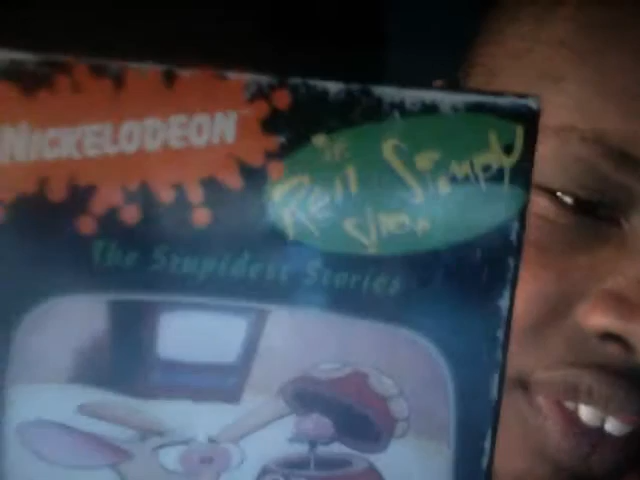 NICKELODEON
The
Ren Stimpy
Show
The Stupidest Stories